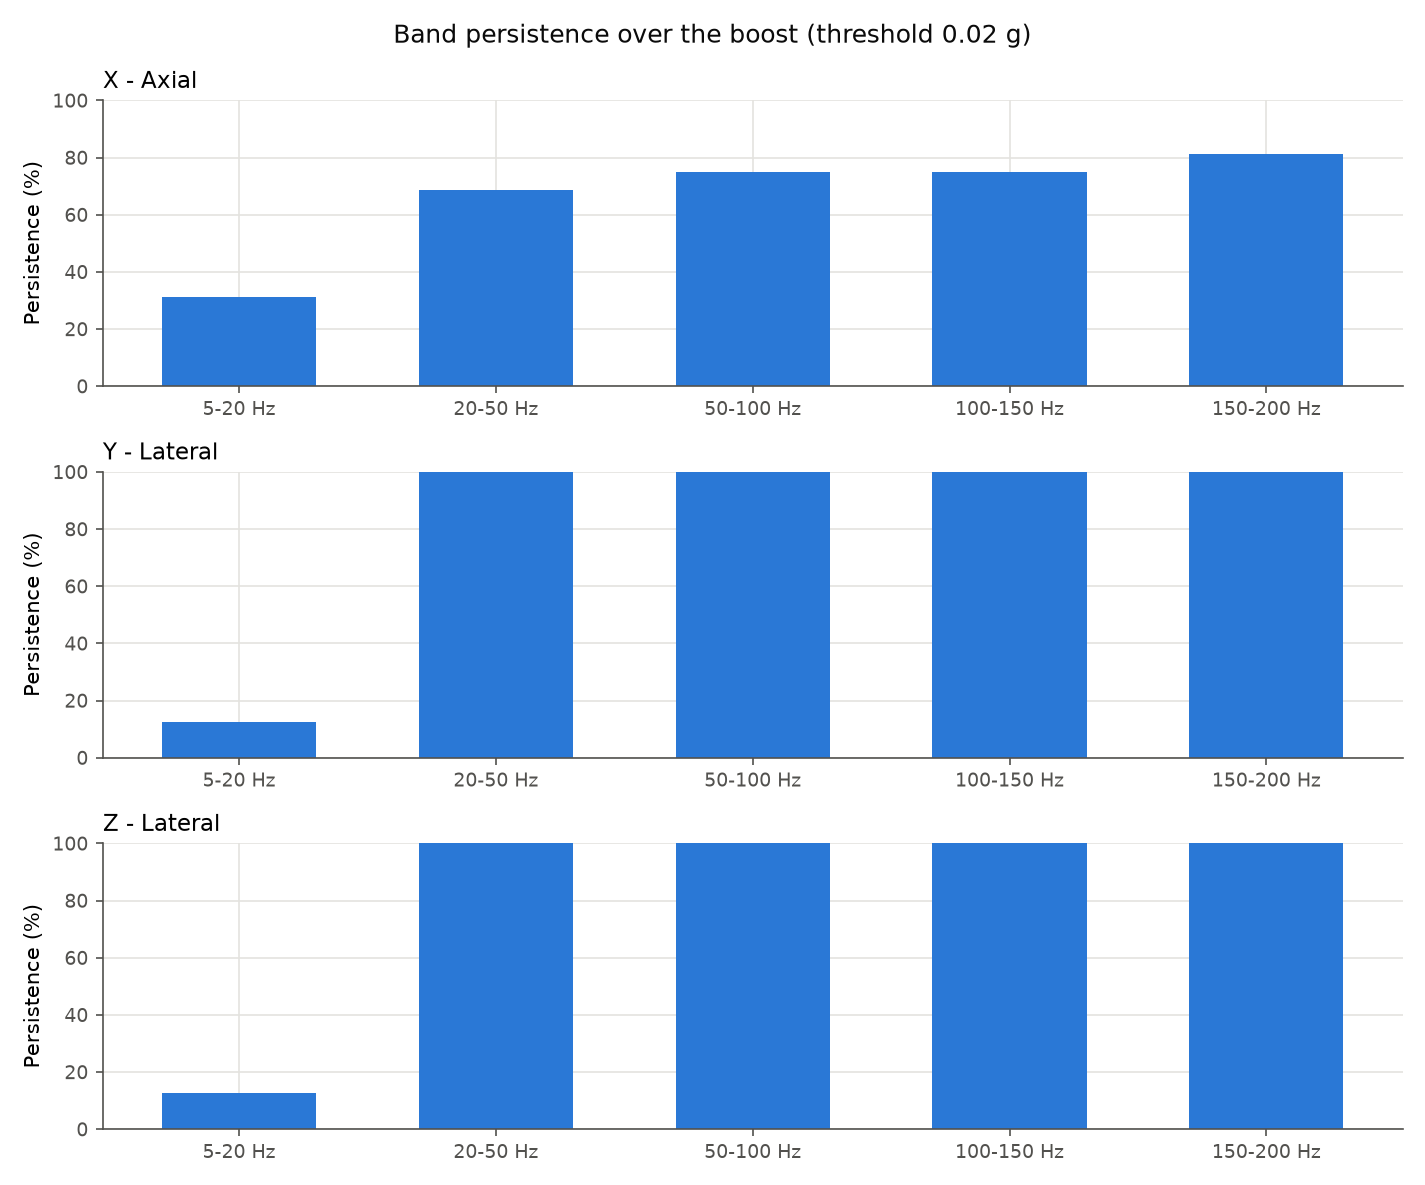 Band persistence over the boost (threshold 0.02 g)
X - Axial
Persistence (%)
100
80
60
40
20
0
5-20 Hz 20-50 Hz 50-100 Hz 100-150 Hz 150-200 Hz
Y - Lateral
Persistence (%)
100
80
60
40
20
0
5-20 Hz 20-50 Hz 50-100 Hz 100-150 Hz 150-200 Hz
Z - Lateral
Persistence (%)
100
80
60
40
20
0
5-20 Hz 20-50 Hz 50-100 Hz 100-150 Hz 150-200 Hz